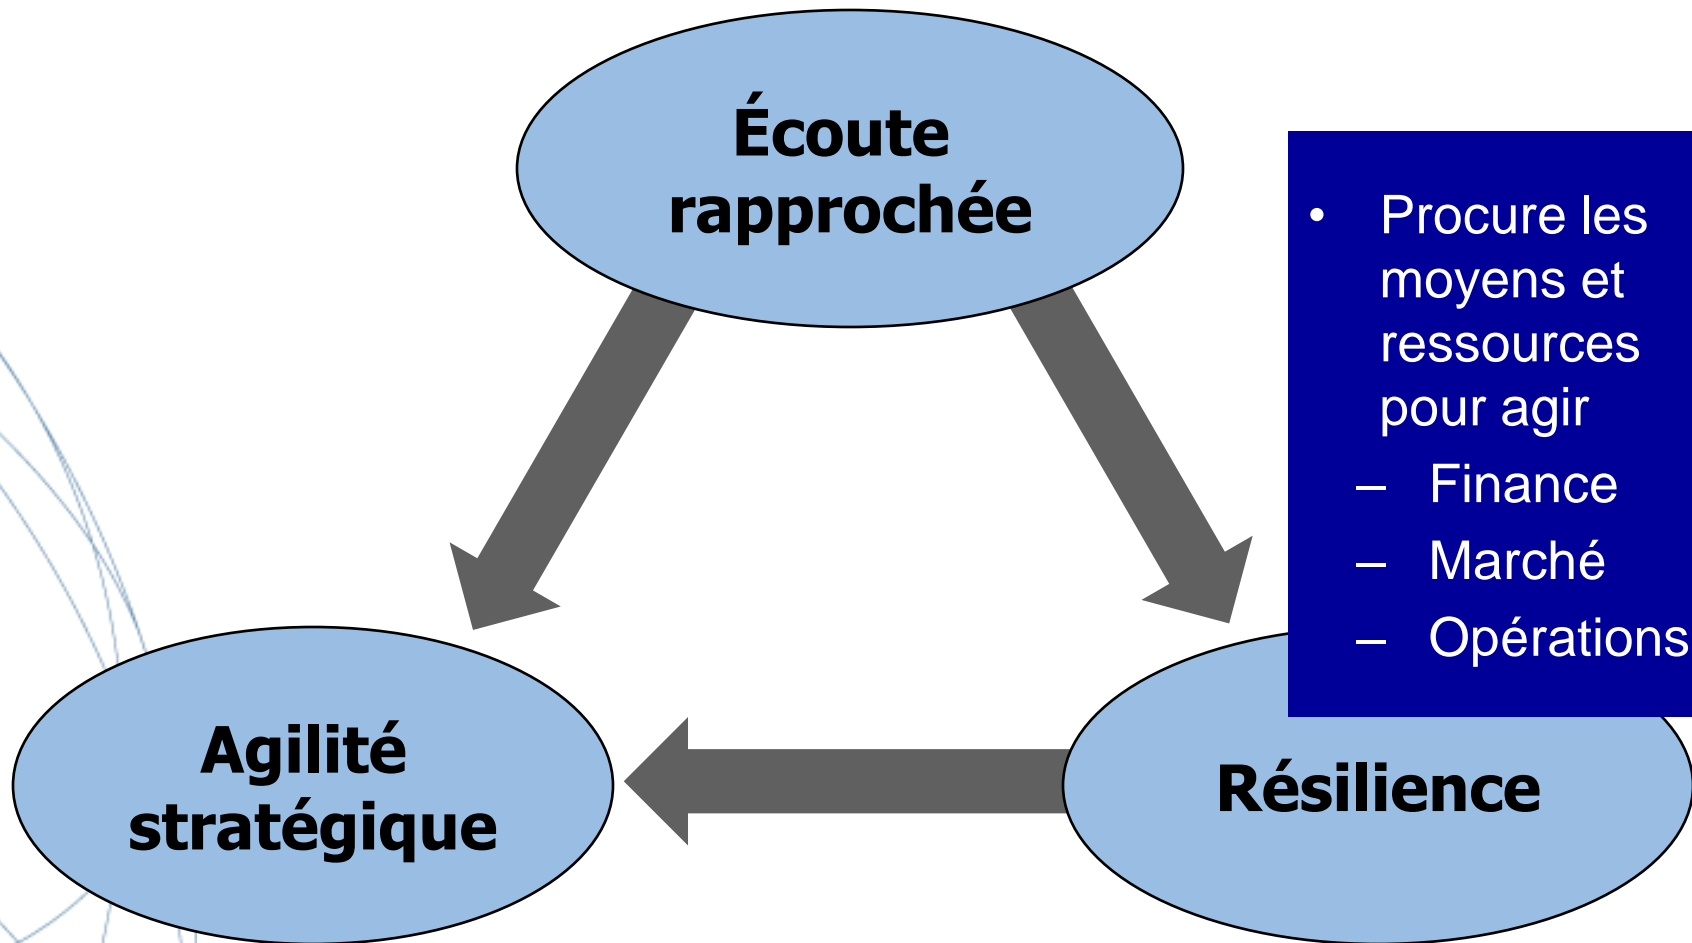 Écoute
rapprochée
• Procure les
moyens et
ressources
pour agir
– Finance
– Marché
– Opérations
Agilité
stratégique
Résilience